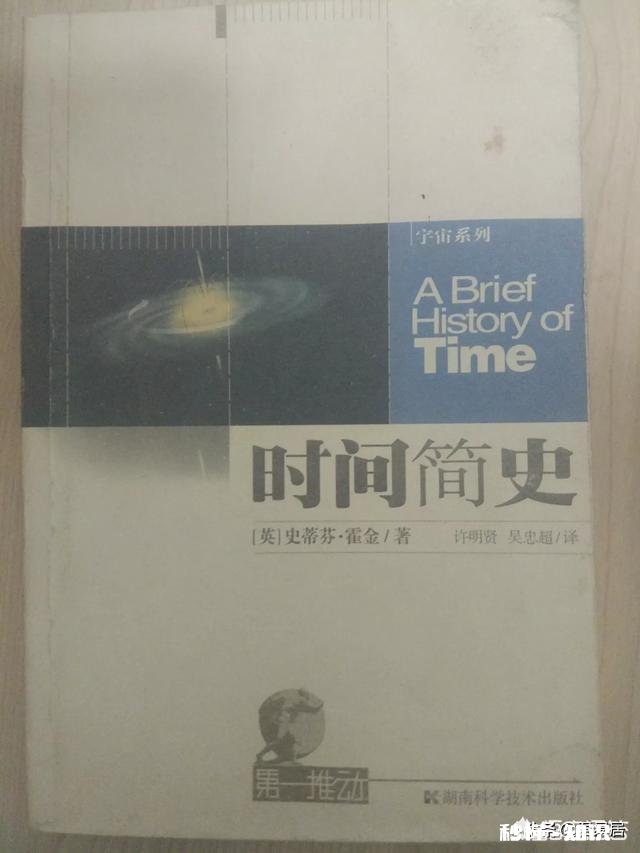 宇宙系列
A Brief
History of
Time
时间简史
[英]史蒂芬·霍金/著
许明贤 吴忠超/译
第一推动
湖南科学技术出版社